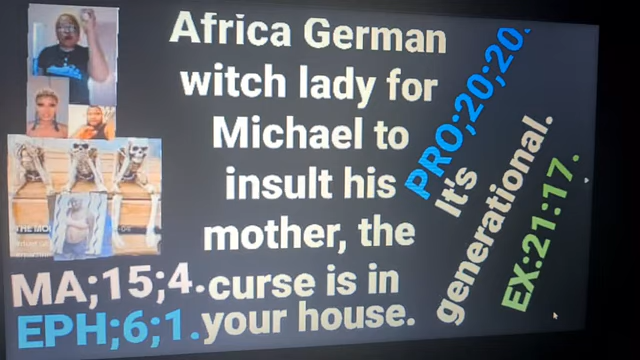 Africa German
witch lady for
Michael to
insult his
mother, the
curse is in
your house.
MA;15;4.
EPH;6;1.
PRO;20;20.
It's
generational.
EX:21:17.